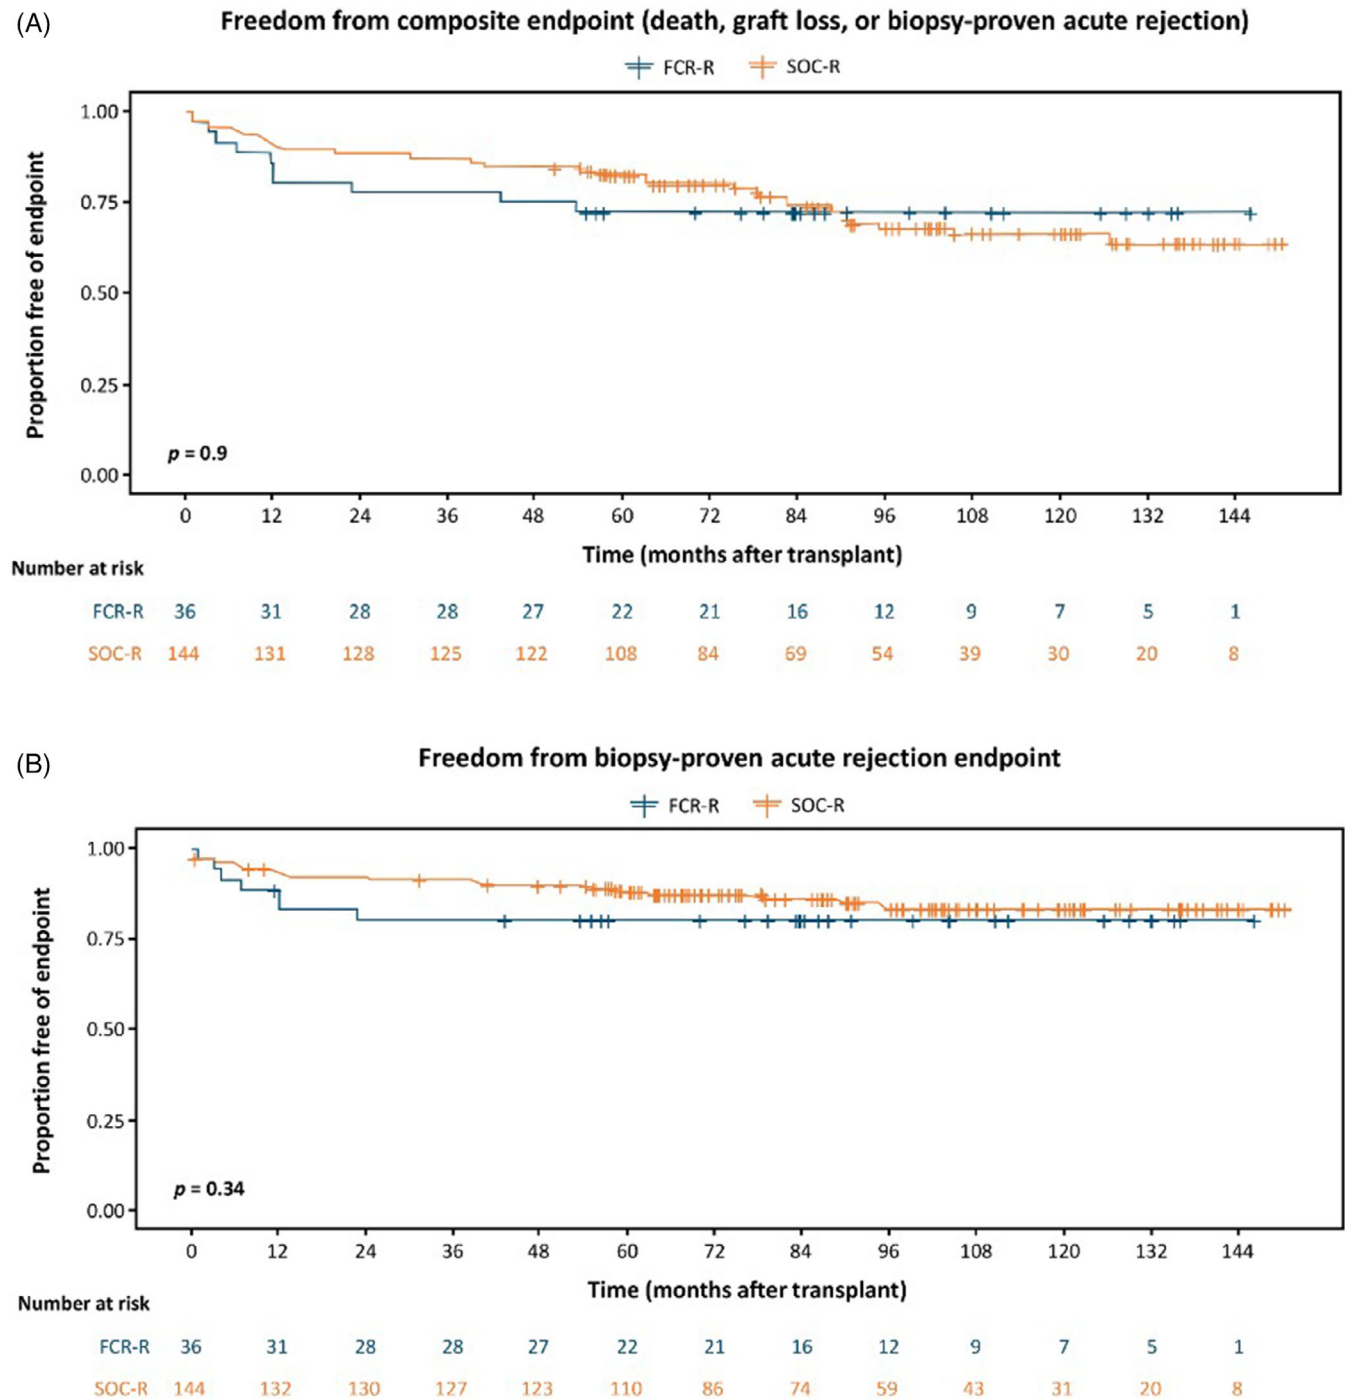 (A)
Freedom from composite endpoint (death, graft loss, or biopsy-proven acute rejection)
FCR-R SOC-R
1.00
0.75
0.50
0.25
0.00
Proportion free of endpoint
p = 0.9
0 12 24 36 48 60 72 84 96 108 120 132 144
Time (months after transplant)
Number at risk
FCR-R 36 31 28 28 27 22 21 16 12 9 7 5 1
SOC-R 144 131 128 125 122 108 84 69 54 39 30 20 8
(B)
Freedom from biopsy-proven acute rejection endpoint
FCR-R SOC-R
1.00
0.75
0.50
0.25
0.00
Proportion free of endpoint
p = 0.34
0 12 24 36 48 60 72 84 96 108 120 132 144
Time (months after transplant)
Number at risk
FCR-R 36 31 28 28 27 22 21 16 12 9 7 5 1
SOC-R 144 132 130 127 123 110 86 74 59 43 31 20 8